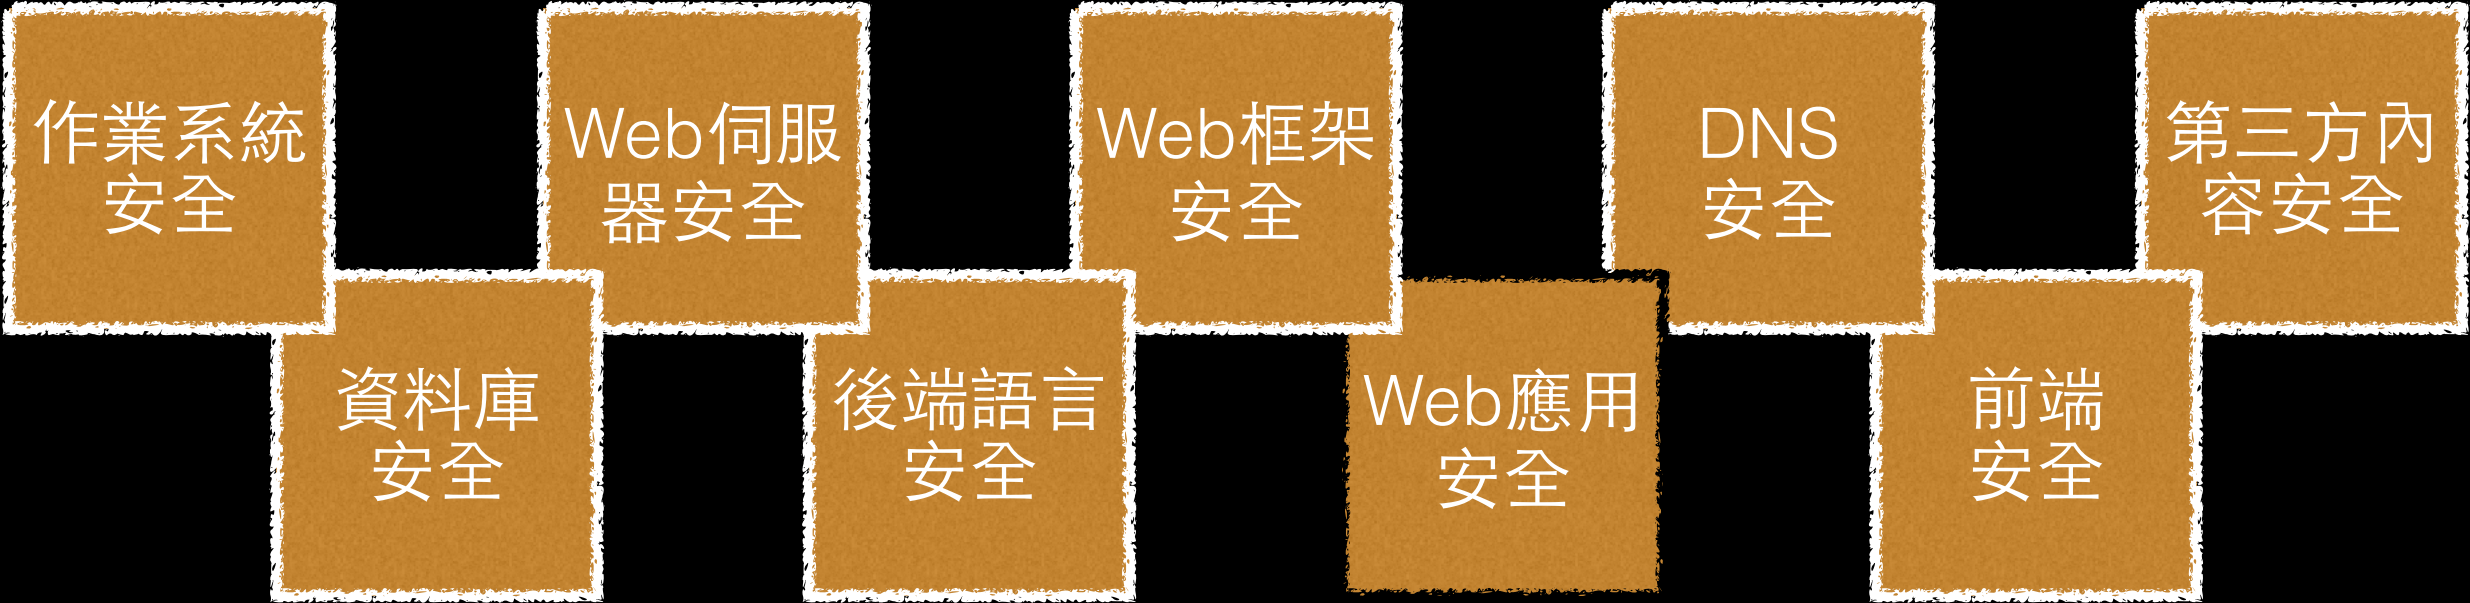 作業系統
安全
Web伺服
器安全
Web框架
安全
DNS
安全
第三方內
容安全
資料庫
安全
後端語言
安全
Web應用
安全
前端
安全